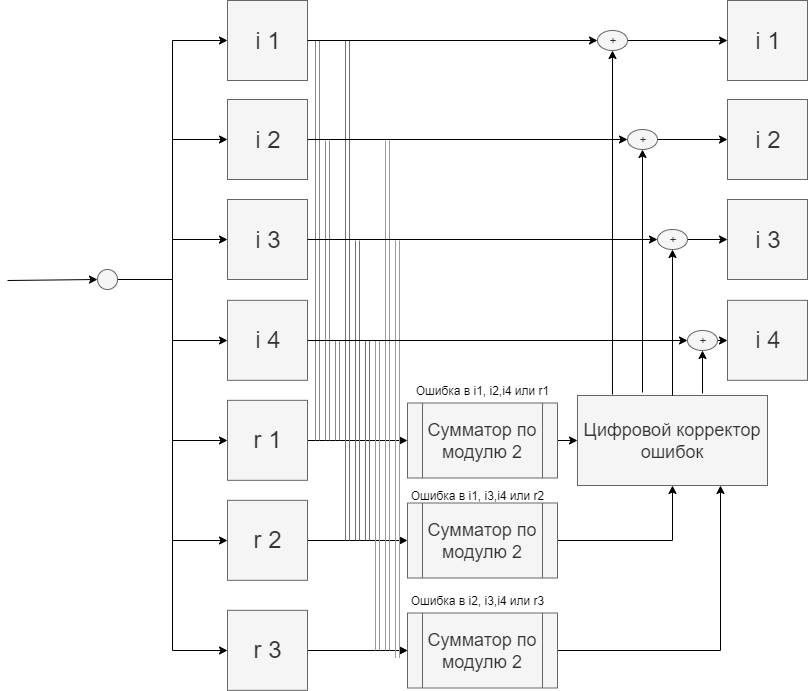 i 1
+
i 1
i 2
+
i 2
i 3
+
i 3
i 4
+
i 4
Ошибка в i1, i2,i4 или r1
r 1
Сумматор по
модулю 2
Цифровой корректор
ошибок
Ошибка в i1, i3,i4 или r2
r 2
Сумматор по
модулю 2
Ошибка в i2, i3,i4 или r3
r 3
Сумматор по
модулю 2